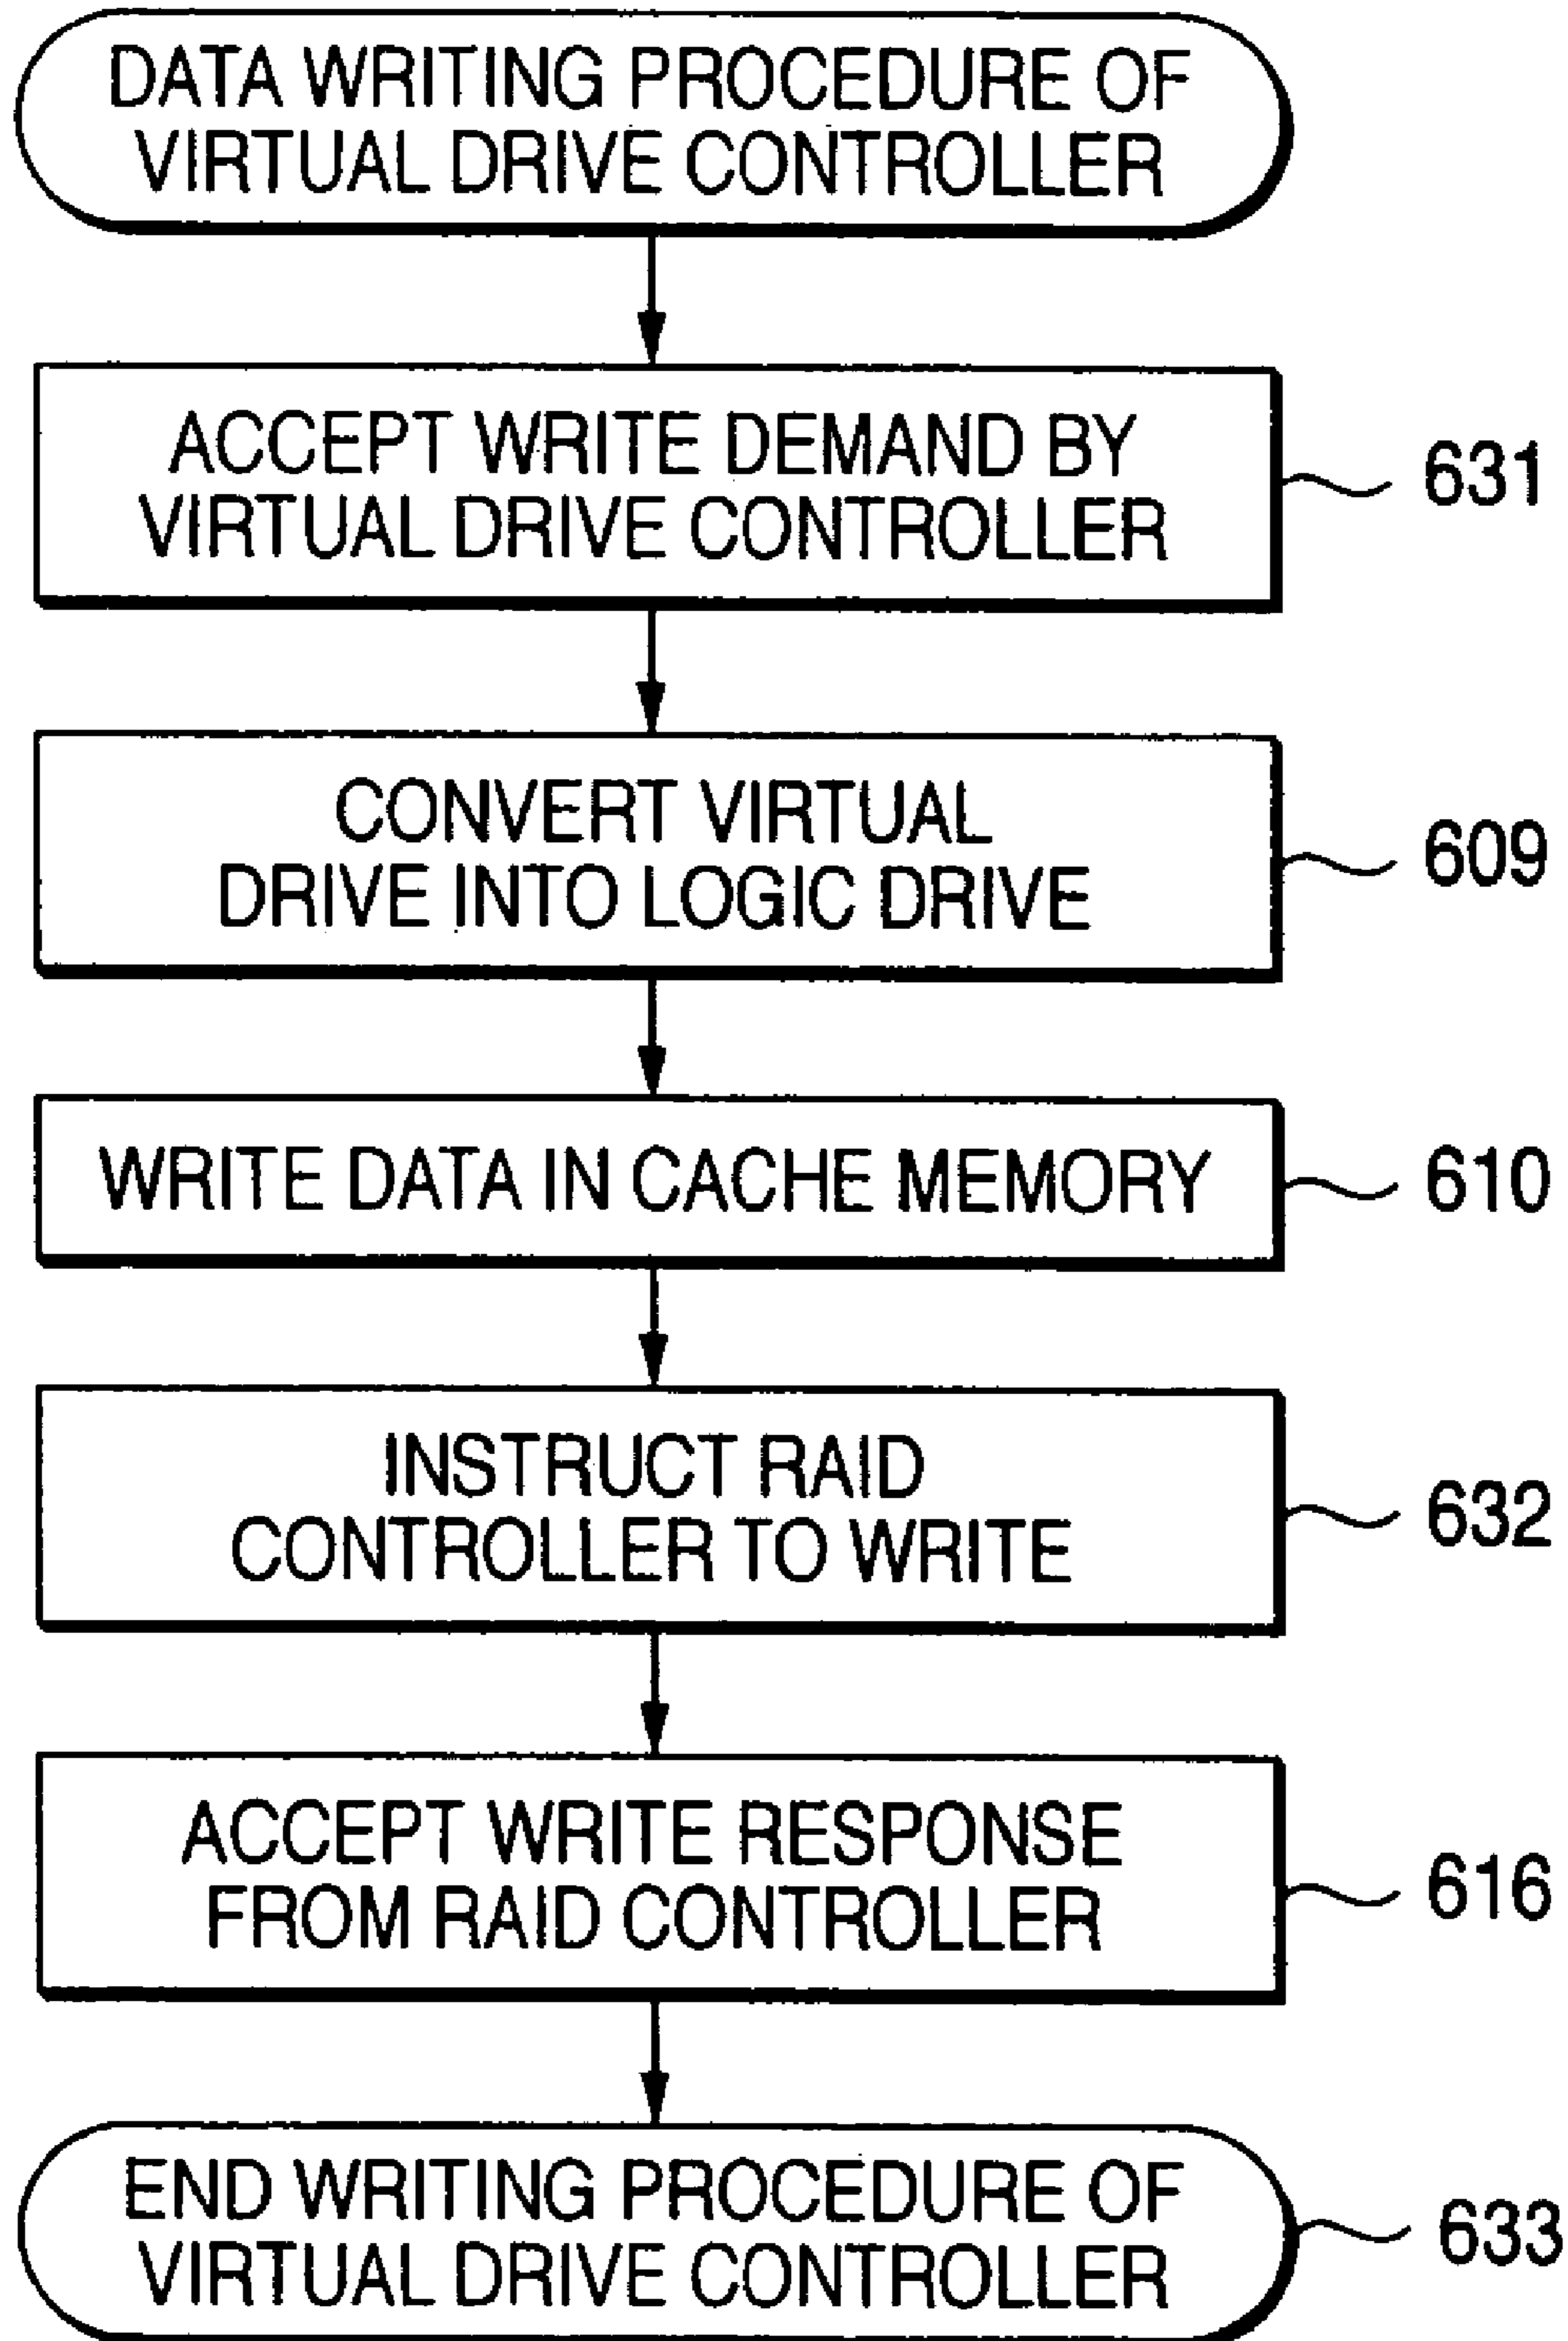 DATA WRITING PROCEDURE OF
VIRTUAL DRIVE CONTROLLER
ACCEPT WRITE DEMAND BY
VIRTUAL DRIVE CONTROLLER
631
CONVERT VIRTUAL
DRIVE INTO LOGIC DRIVE
609
WRITE DATA IN CACHE MEMORY
610
INSTRUCT RAID
CONTROLLER TO WRITE
632
ACCEPT WRITE RESPONSE
FROM RAID CONTROLLER
616
END WRITING PROCEDURE OF
VIRTUAL DRIVE CONTROLLER
633